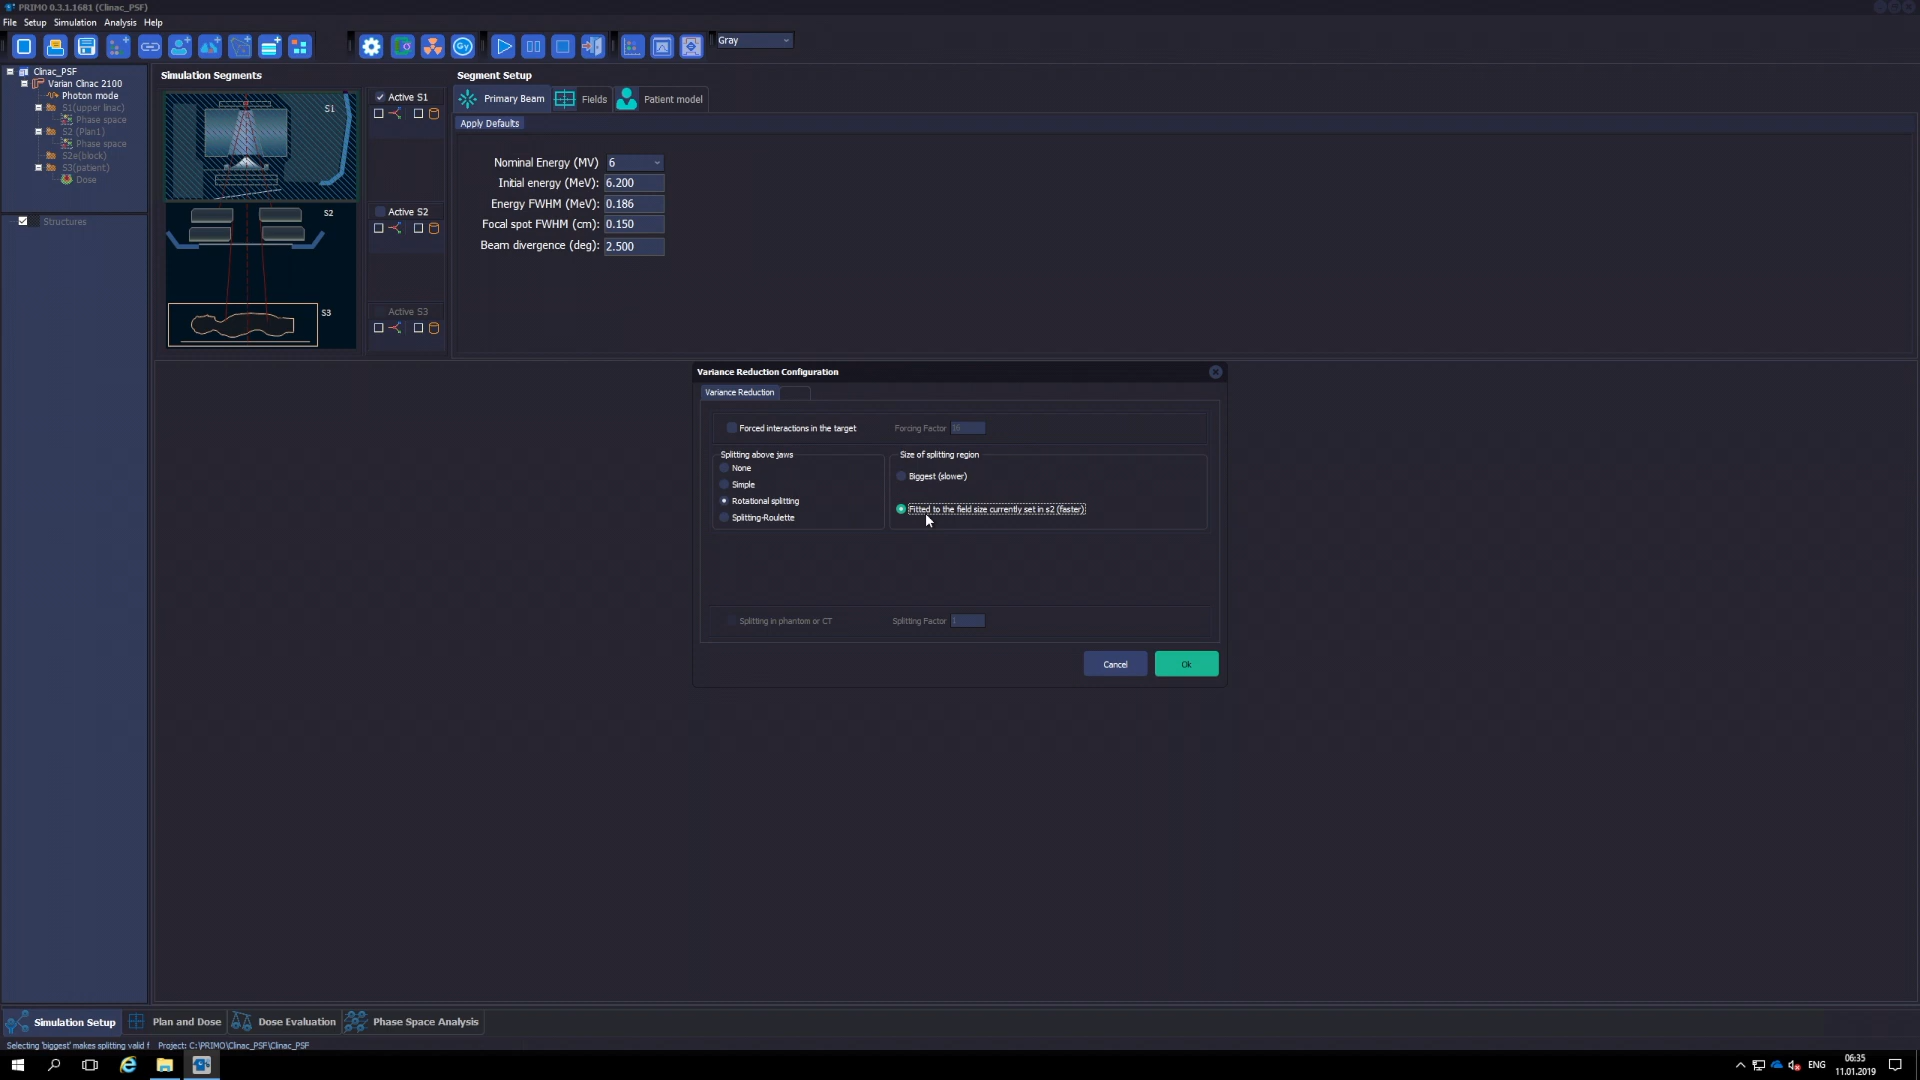 PRIMO 0.3.1.1681 (Clinac_PSF)
File Setup Simulation Analysis Help
Gy
Gray
Clinac_PSF
Varian Clinac 2100
Photon mode
S1(upper linac)
Phase space
S2 (Plan1)
Phase space
S2e(block)
S3(patient)
Dose
Structures
Simulation Segments
S1
Active S1
S2
Active S2
S3
Active S3
Segment Setup
Primary Beam
Fields
Patient model
Apply Defaults
Nominal Energy (MV) 6
Initial energy (MeV): 6.200
Energy FWHM (MeV): 0.186
Focal spot FWHM (cm): 0.150
Beam divergence (deg): 2.500
Variance Reduction Configuration
Variance Reduction
Forced interactions in the target
Forcing Factor 16
Splitting above jaws
None
Simple
Rotational splitting
Splitting-Roulette
Size of splitting region
Biggest (slower)
Fitted to the field size currently set in s2 (faster)
Splitting in phantom or CT
Splitting Factor 1
Cancel
Ok
Simulation Setup
Plan and Dose
Dose Evaluation
Phase Space Analysis
Selecting 'biggest' makes splitting valid f Project: C:\PRIMO\Clinac_PSF\Clinac_PSF
ENG
06:35
11.01.2019